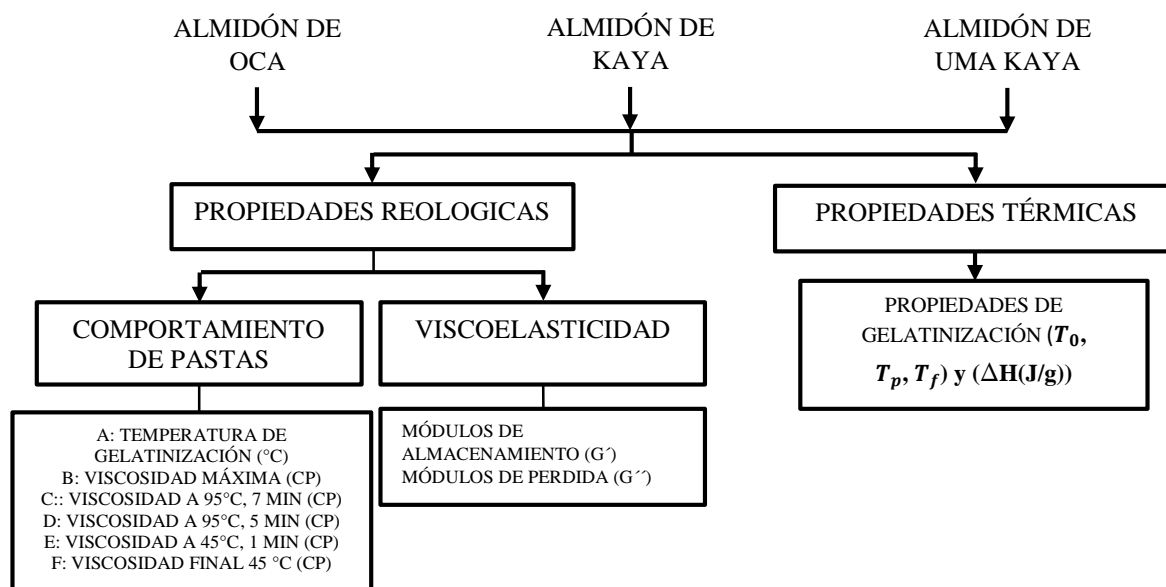 ALMIDÓN DE
OCA
ALMIDÓN DE
KAYA
ALMIDÓN DE
UMA KAYA
PROPIEDADES REOLOGICAS
PROPIEDADES TÉRMICAS
COMPORTAMIENTO
DE PASTAS
VISCOELASTICIDAD
PROPIEDADES DE
GELATINIZACIÓN (T₀,
Tₚ, T_f) y (ΔH(J/g))
A: TEMPERATURA DE
GELATINIZACIÓN (°C)
B: VISCOSIDAD MÁXIMA (CP)
C:: VISCOSIDAD A 95°C, 7 MIN (CP)
D: VISCOSIDAD A 95°C, 5 MIN (CP)
E: VISCOSIDAD A 45°C, 1 MIN (CP)
F: VISCOSIDAD FINAL 45 °C (CP)
MÓDULOS DE
ALMACENAMIENTO (G´)
MÓDULOS DE PERDIDA (G´´)